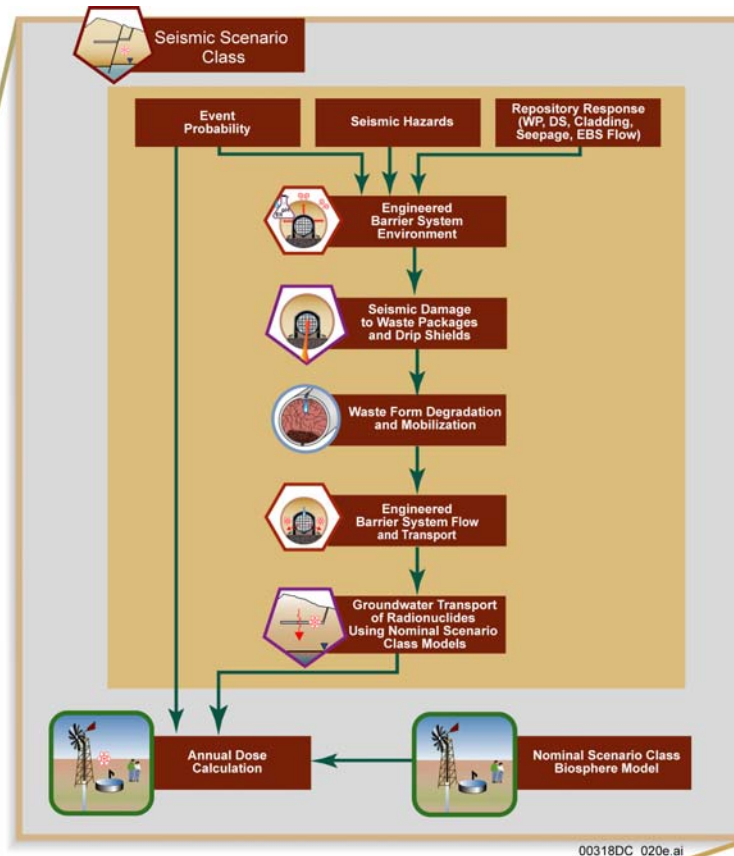 Seismic Scenario
Class
Event
Probability
Seismic Hazards
Repository Response
(WP, DS, Cladding,
Seepage, EBS Flow)
Engineered
Barrier System
Environment
Seismic Damage
to Waste Packages
and Drip Shields
Waste Form Degradation
and Mobilization
Engineered
Barrier System Flow
and Transport
Groundwater Transport
of Radionuclides
Using Nominal Scenario
Class Models
Annual Dose
Calculation
Nominal Scenario Class
Biosphere Model
00318DC_020e.ai